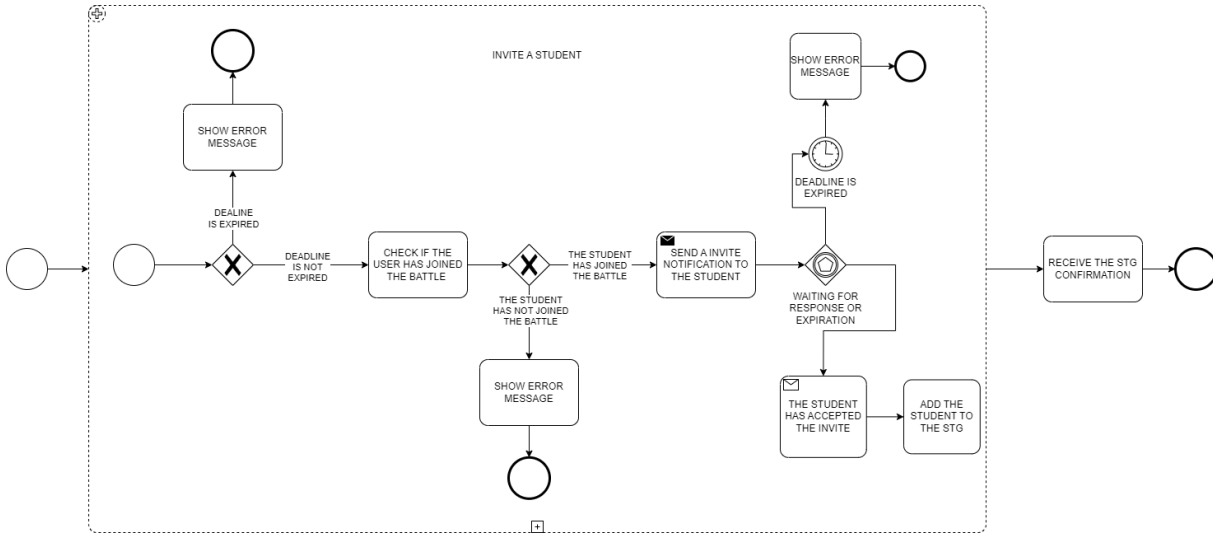 INVITE A STUDENT
SHOW ERROR
MESSAGE
SHOW ERROR
MESSAGE
DEALINE
IS EXPIRED
DEADLINE IS
EXPIRED
DEADLINE
IS NOT
EXPIRED
CHECK IF THE
USER HAS JOINED
THE BATTLE
THE STUDENT
HAS JOINED
THE BATTLE
SEND A INVITE
NOTIFICATION TO
THE STUDENT
WAITING FOR
RESPONSE OR
EXPIRATION
RECEIVE THE STG
CONFIRMATION
THE STUDENT
HAS NOT JOINED
THE BATTLE
SHOW ERROR
MESSAGE
THE STUDENT
HAS ACCEPTED
THE INVITE
ADD THE
STUDENT TO
THE STG